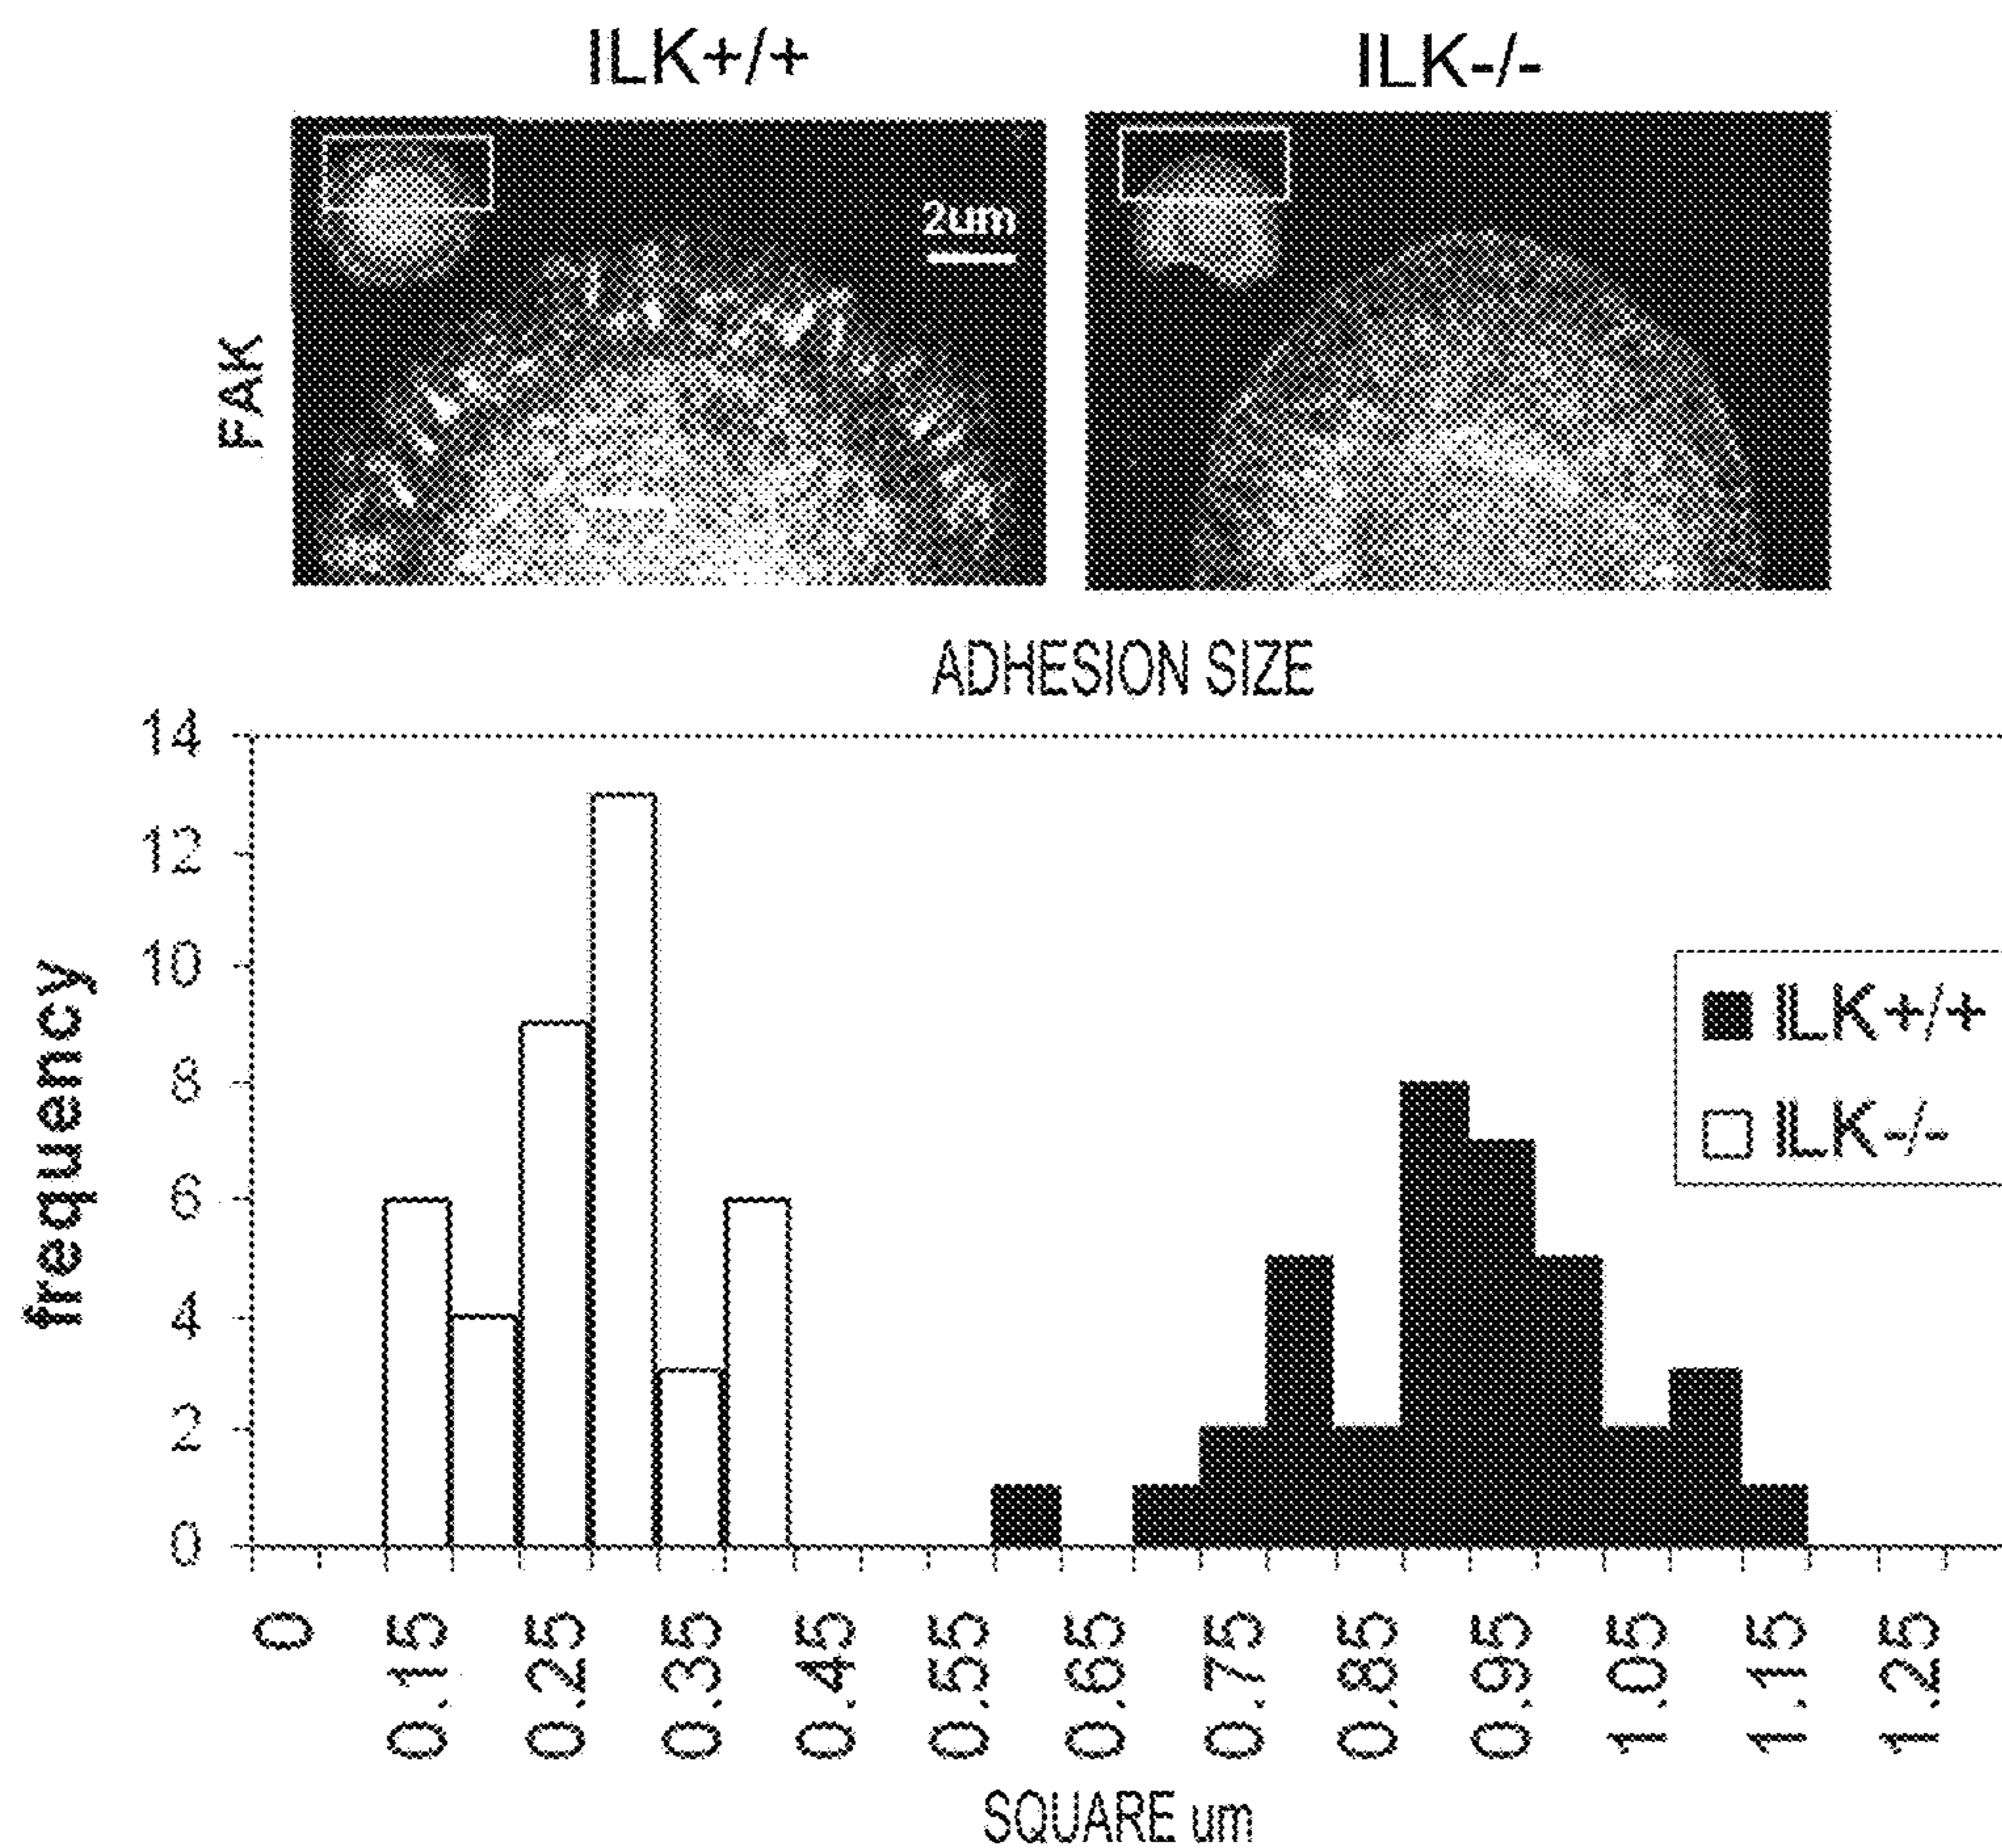 ILK+/+
ILK-/-
2um
FAK
ADHESION SIZE
14
12
10
8
6
4
2
0
frequency
ILK+/+
ILK-/-
0
0.15
0.25
0.35
0.45
0.55
0.65
0.75
0.85
0.95
1.05
1.15
1.25
SQUARE um